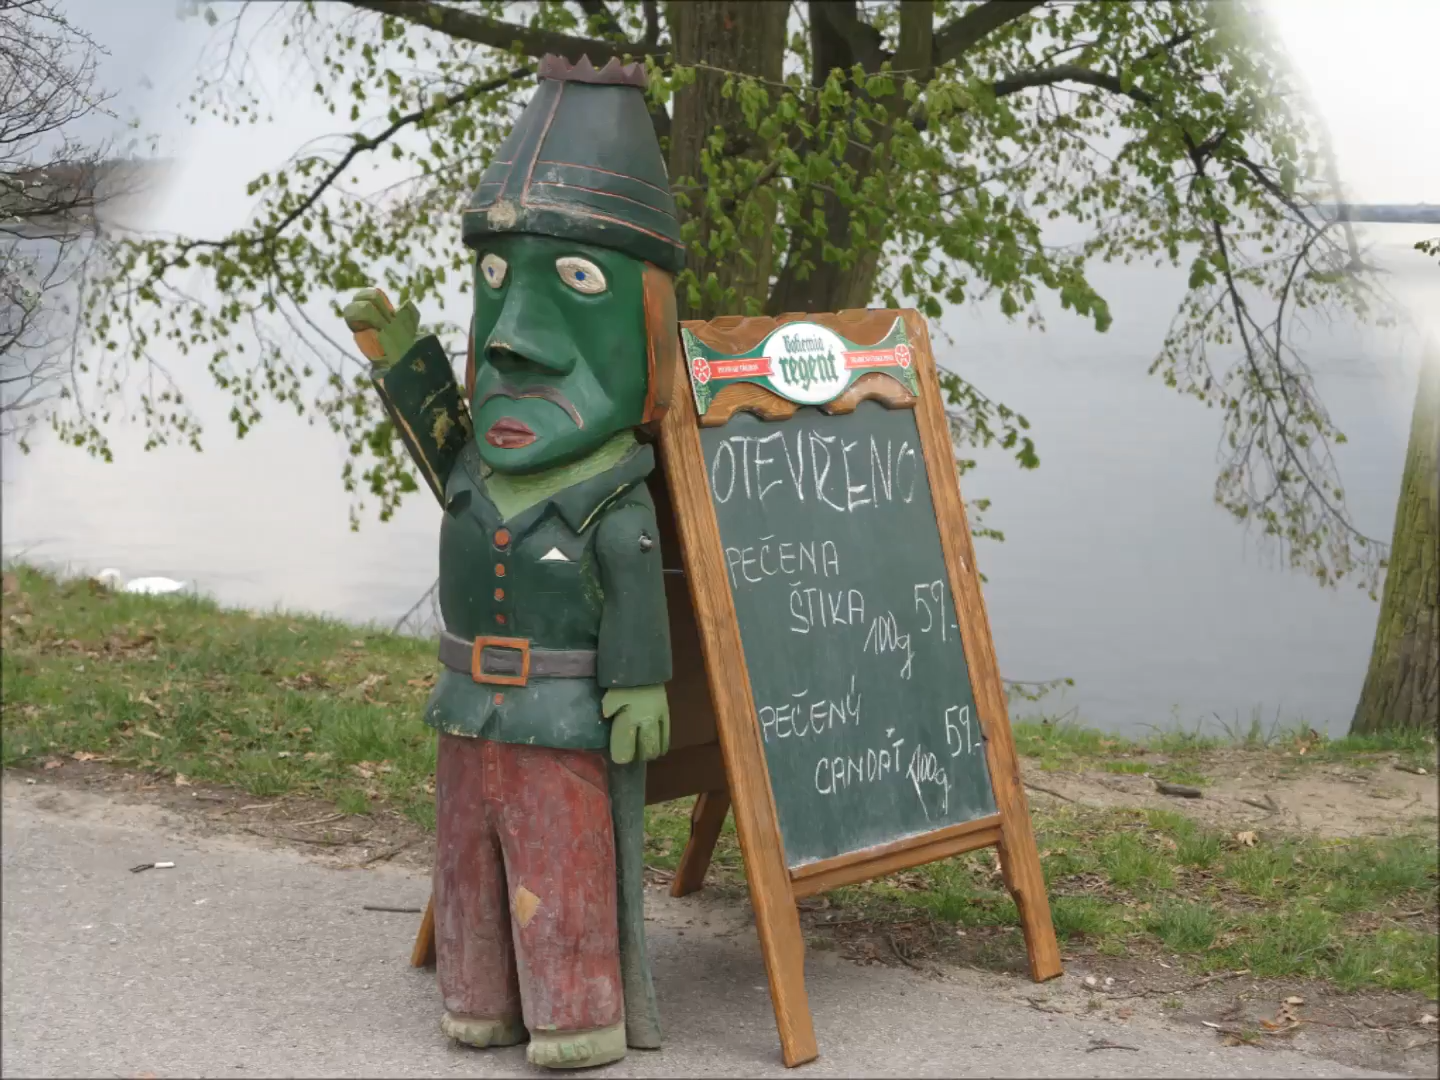 Bohemia
regent
OTEVŘENO
PEČENA
ŠTIKA 100g 59,-
PEČENÝ
CANDÁT 100g 59,-